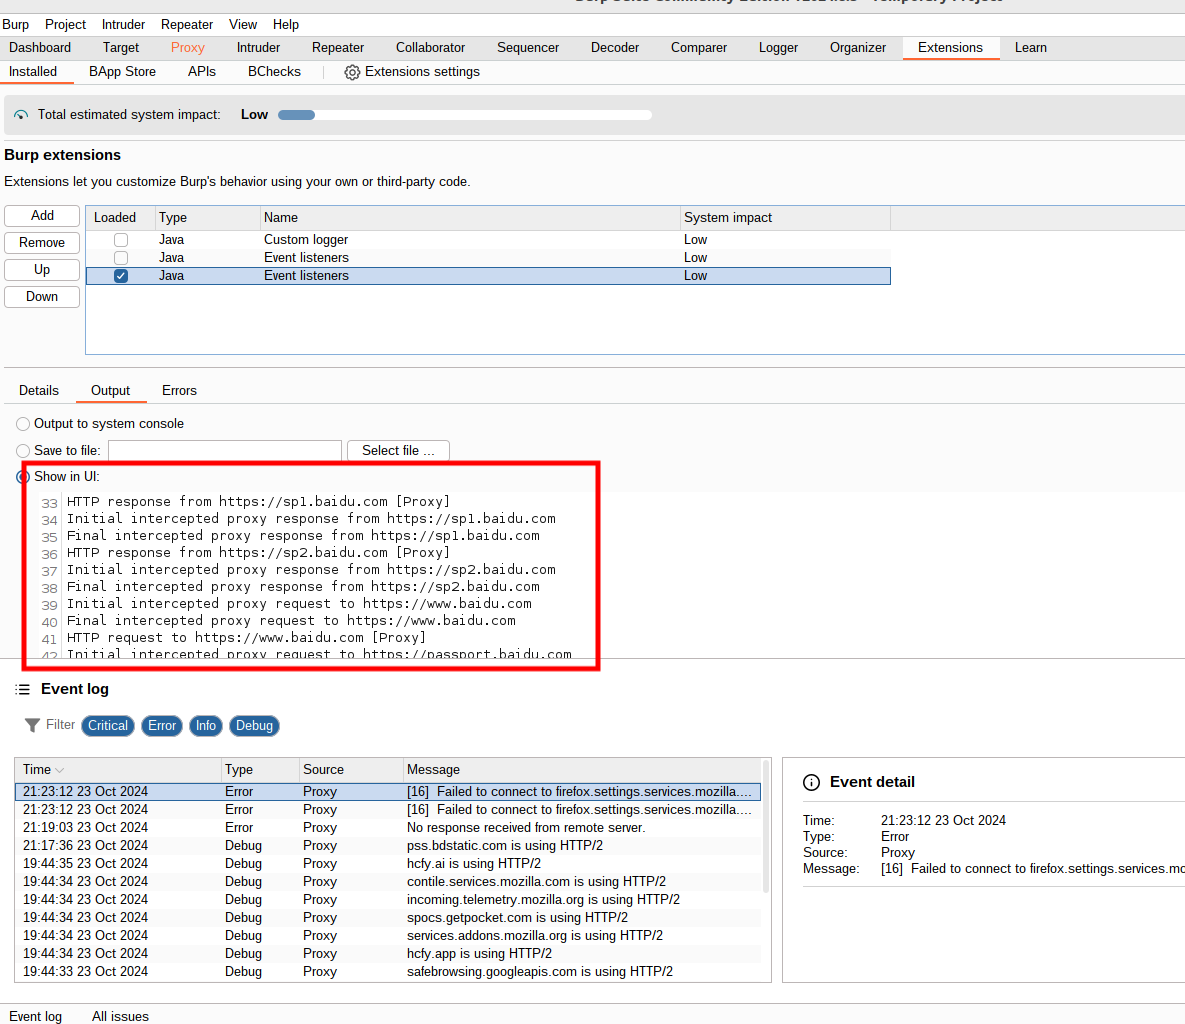 Burp Project Intruder Repeater View Help
Dashboard Target Proxy Intruder Repeater Collaborator Sequencer Decoder Comparer Logger Organizer Extensions Learn
Installed BApp Store APIs BChecks Extensions settings
Total estimated system impact: Low
Burp extensions
Extensions let you customize Burp's behavior using your own or third-party code.
Add
Remove
Up
Down
Loaded Type Name System impact
Java Custom logger Low
Java Event listeners Low
Java Event listeners Low
Details Output Errors
Output to system console
Save to file: Select file ...
Show in UI:
33 HTTP response from https://sp1.baidu.com [Proxy]
34 Initial intercepted proxy response from https://sp1.baidu.com
35 Final intercepted proxy response from https://sp1.baidu.com
36 HTTP response from https://sp2.baidu.com [Proxy]
37 Initial intercepted proxy response from https://sp2.baidu.com
38 Final intercepted proxy response from https://sp2.baidu.com
39 Initial intercepted proxy request to https://www.baidu.com
40 Final intercepted proxy request to https://www.baidu.com
41 HTTP request to https://www.baidu.com [Proxy]
42 Initial intercepted proxy request to https://passport.baidu.com
Event log
Filter Critical Error Info Debug
Time Type Source Message
21:23:12 23 Oct 2024 Error Proxy [16] Failed to connect to firefox.settings.services.mozilla....
21:23:12 23 Oct 2024 Error Proxy [16] Failed to connect to firefox.settings.services.mozilla....
21:19:03 23 Oct 2024 Error Proxy No response received from remote server.
21:17:36 23 Oct 2024 Debug Proxy pss.bdstatic.com is using HTTP/2
19:44:35 23 Oct 2024 Debug Proxy hcfy.ai is using HTTP/2
19:44:34 23 Oct 2024 Debug Proxy contile.services.mozilla.com is using HTTP/2
19:44:34 23 Oct 2024 Debug Proxy incoming.telemetry.mozilla.org is using HTTP/2
19:44:34 23 Oct 2024 Debug Proxy spocs.getpocket.com is using HTTP/2
19:44:34 23 Oct 2024 Debug Proxy services.addons.mozilla.org is using HTTP/2
19:44:34 23 Oct 2024 Debug Proxy hcfy.app is using HTTP/2
19:44:33 23 Oct 2024 Debug Proxy safebrowsing.googleapis.com is using HTTP/2
Event detail
Time: 21:23:12 23 Oct 2024
Type: Error
Source: Proxy
Message: [16] Failed to connect to firefox.settings.services.mo
Event log All issues